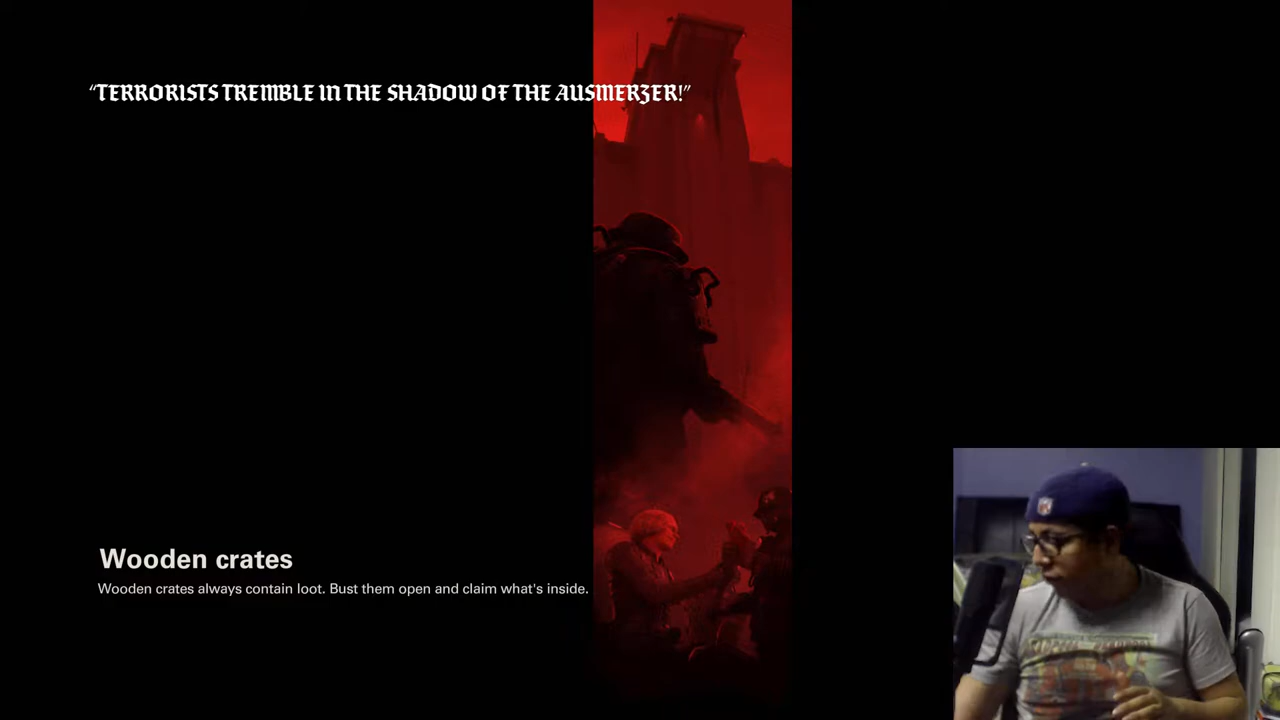 “TERRORISTS TREMBLE IN THE SHADOW OF THE AUSMERZER!”
Wooden crates
Wooden crates always contain loot. Bust them open and claim what's inside.